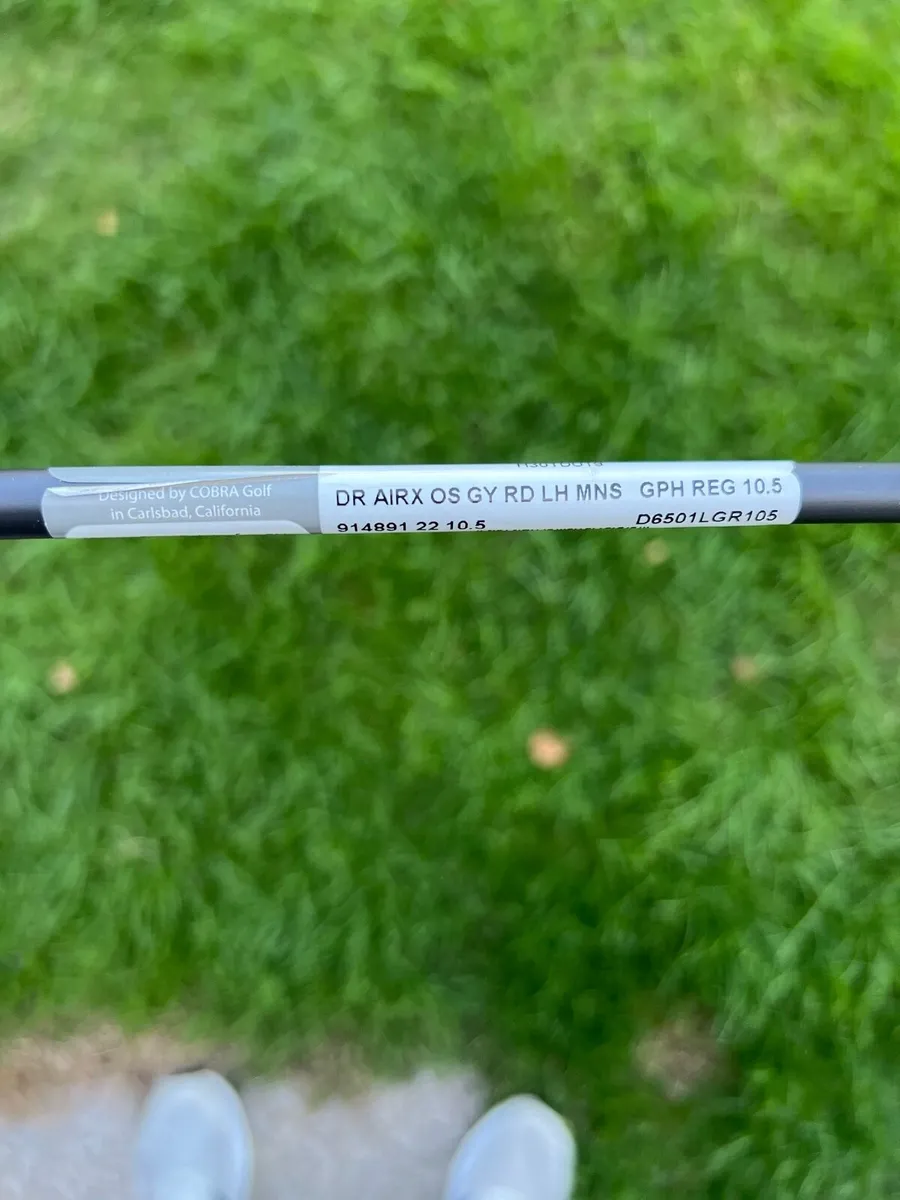 Designed by COBRA Golf
in Carlsbad, California
DR AIRX OS GY RD LH MNS GPH REG 10.5
914891 22 10.5 D6501LGR105